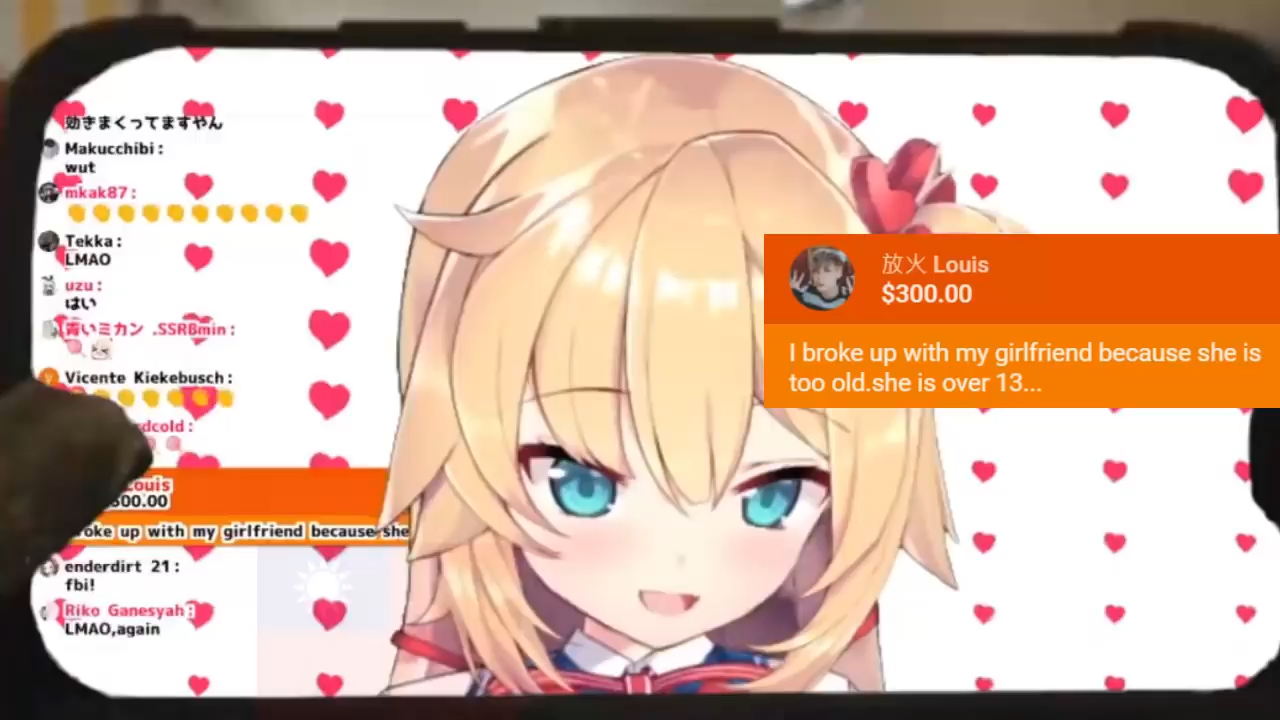 効きまくってますやん
Makucchibi:
wut
mkak87:
Tekka:
LMAO
uzu:
はい
青いミカン .SSRBmin:
Vicente Kiekebusch:
dcold:
Louis
300.00
broke up with my girlfriend because she
enderdirt 21:
fbi!
Riko Ganesyah:
LMAO,again
放火 Louis
$300.00
I broke up with my girlfriend because she is
too old.she is over 13...